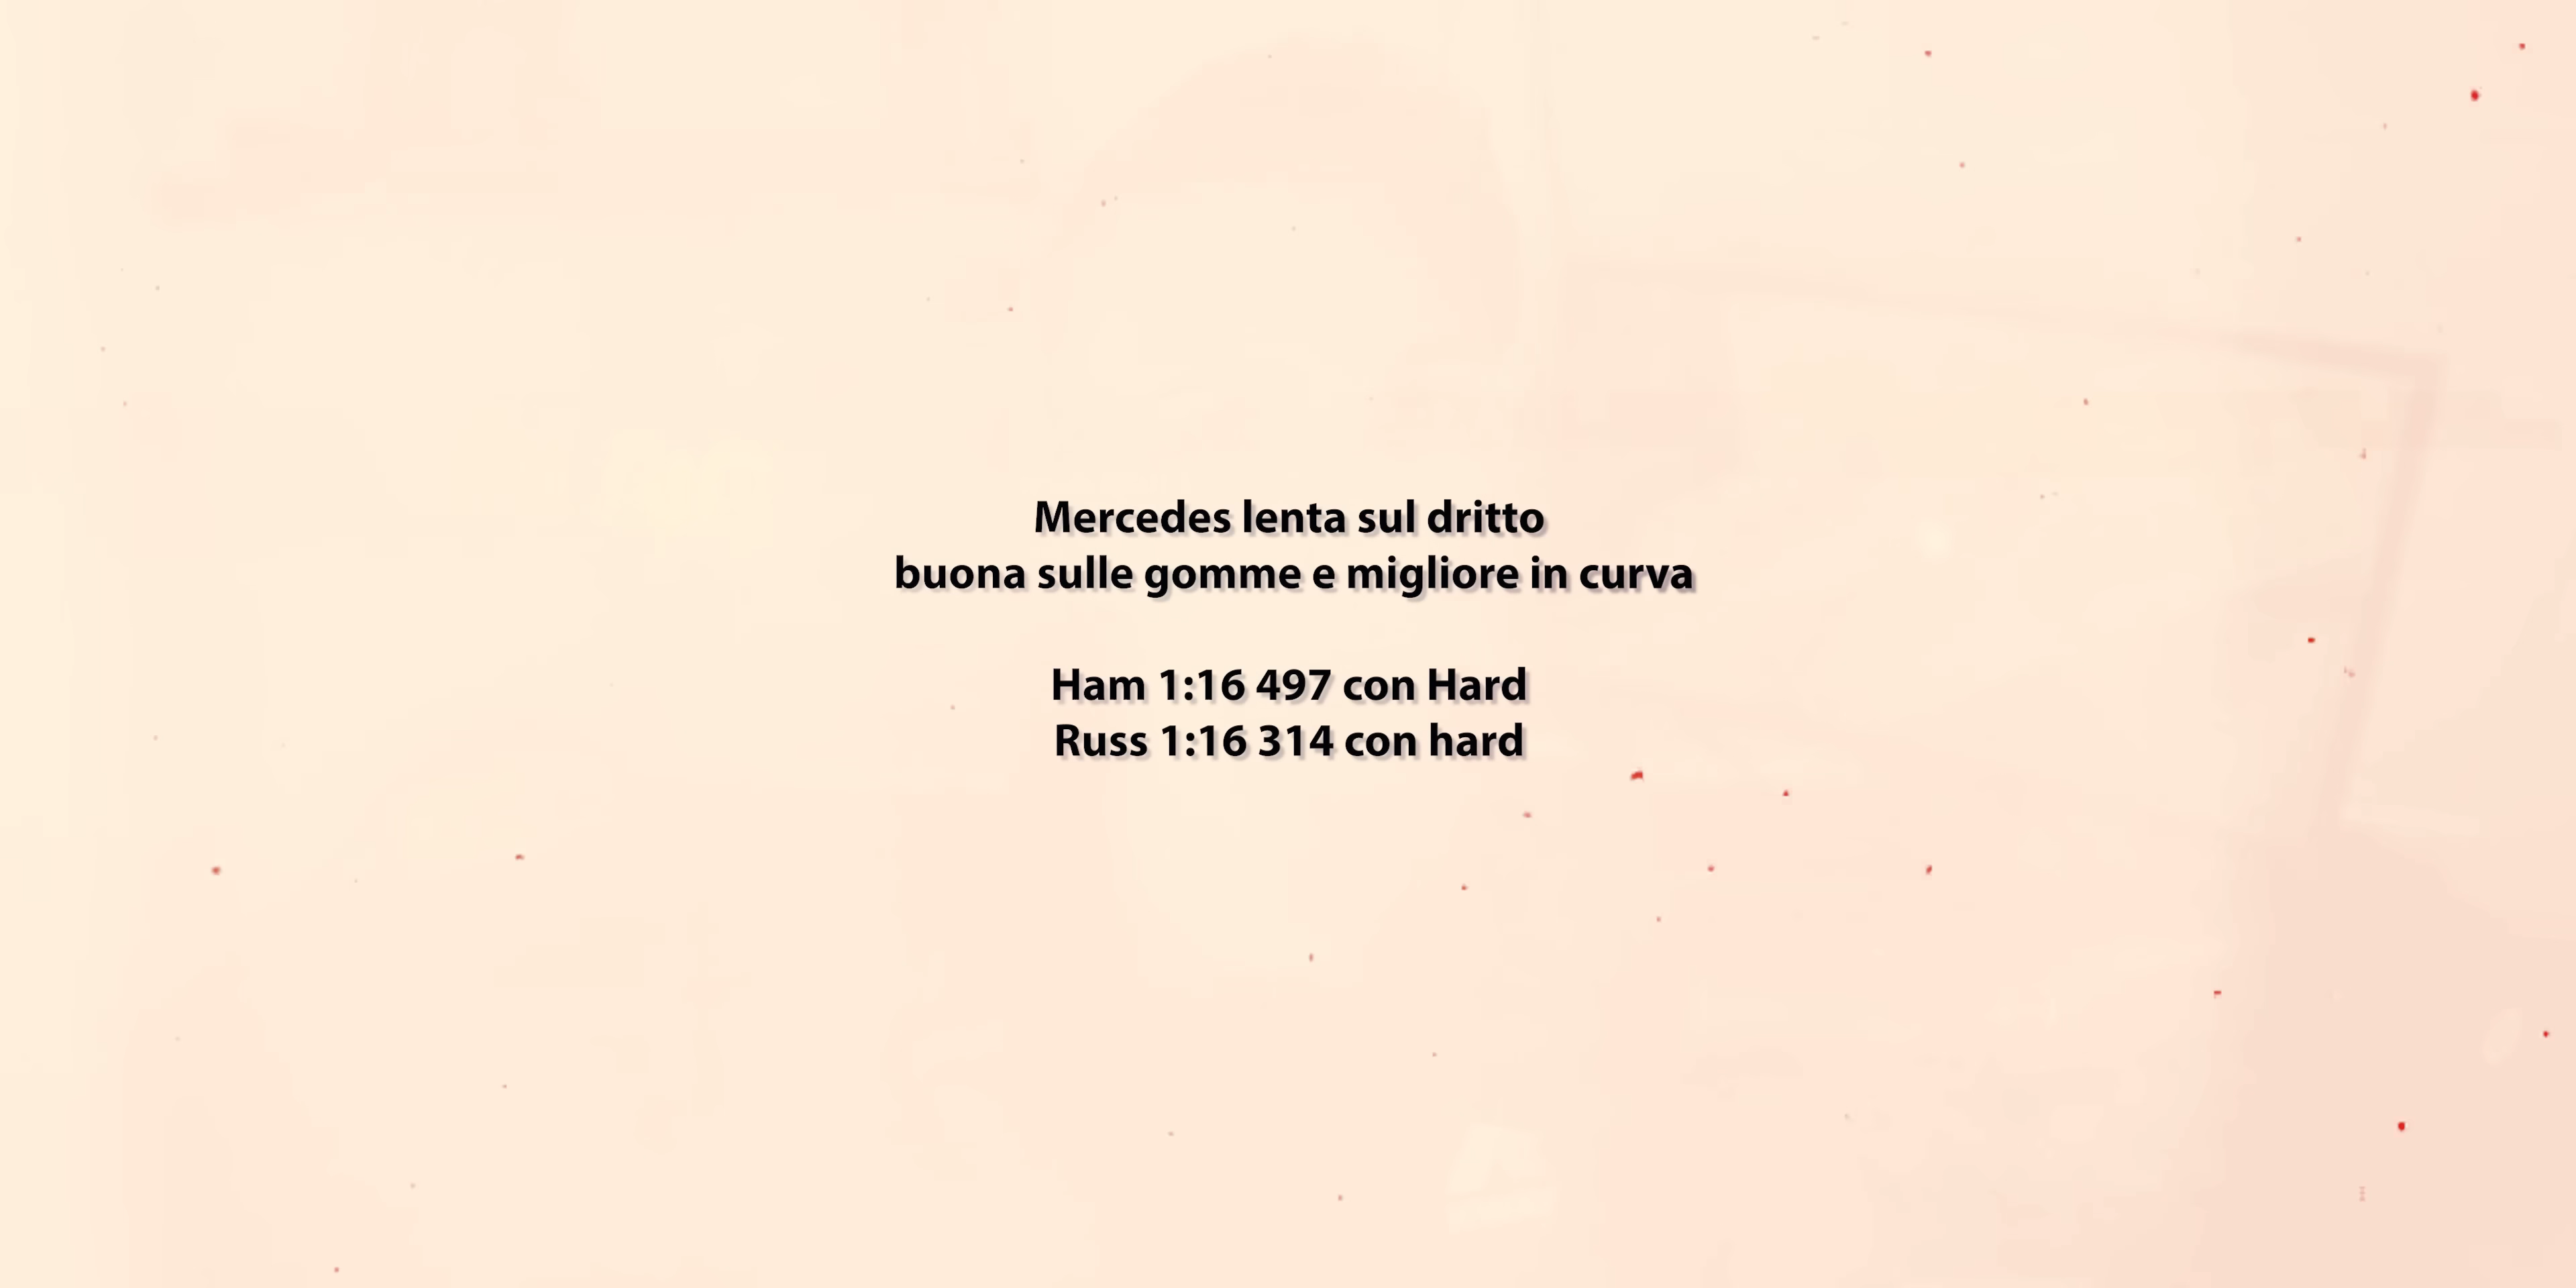 Mercedes lenta sul dritto
buona sulle gomme e migliore in curva
Ham 1:16 497 con Hard
Russ 1:16 314 con hard